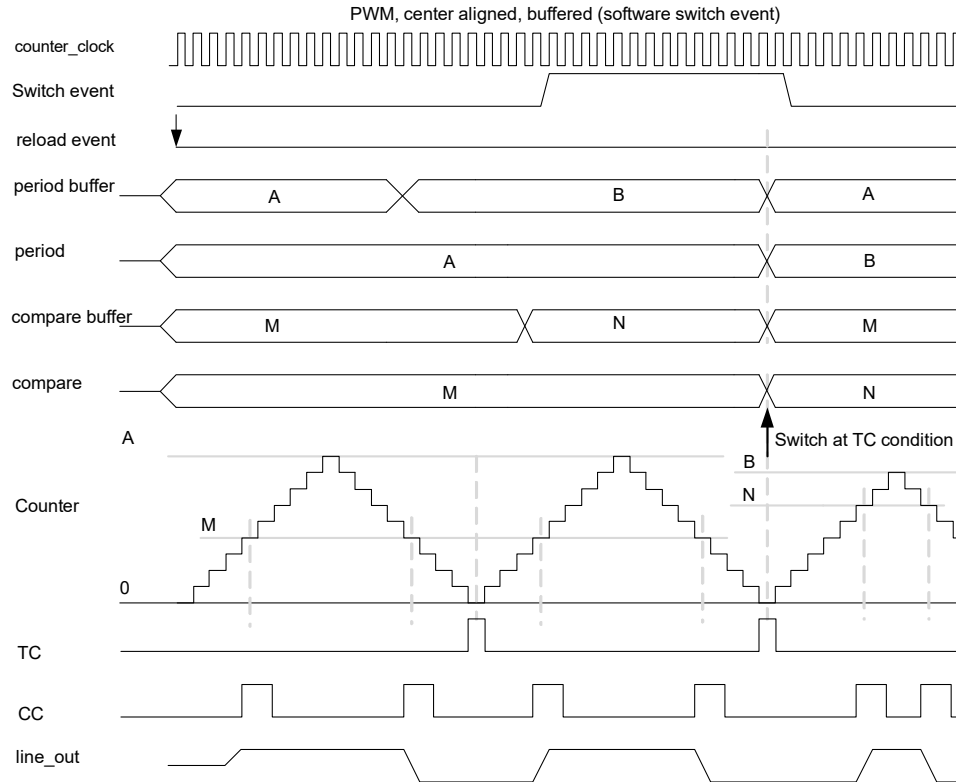 PWM, center aligned, buffered (software switch event)
counter_clock
Switch event
reload event
period buffer
A
B
A
period
A
B
compare buffer
M
N
M
compare
M
N
Switch at TC condition
A
B
Counter
N
M
0
TC
CC
line_out